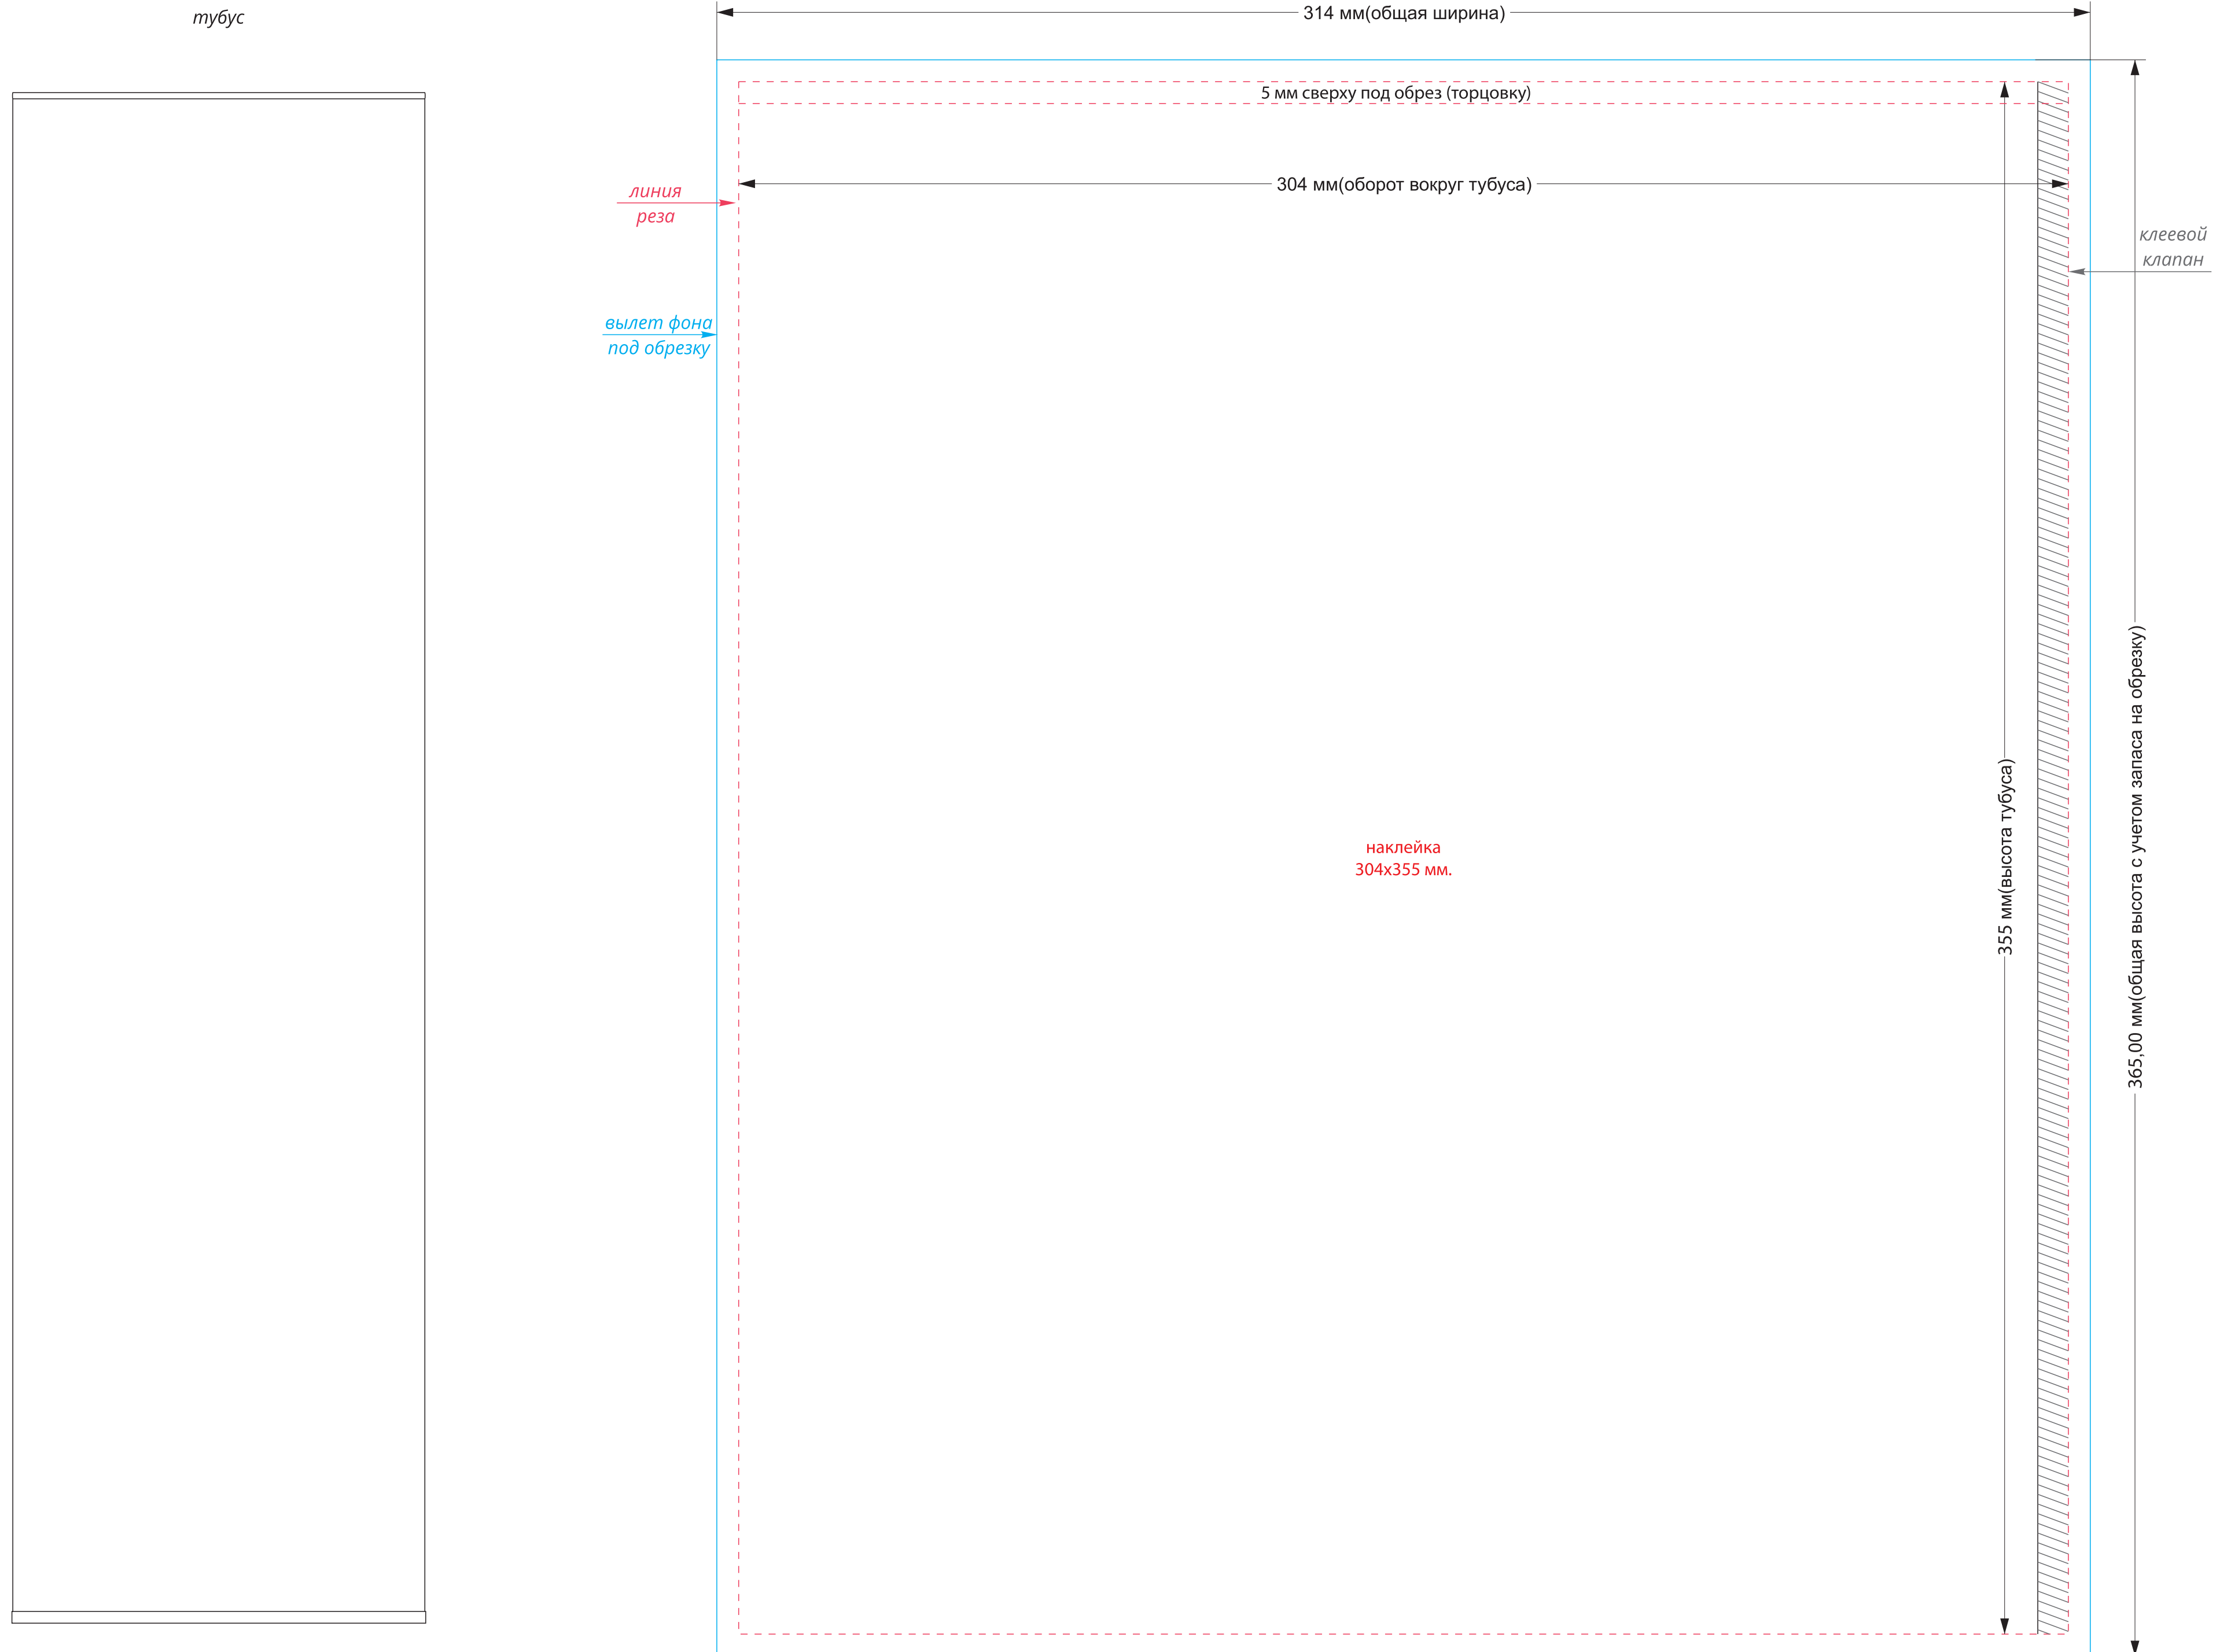 тубус
314 мм(общая ширина)
5 мм сверху под обрез (торцовку)
304 мм(оборот вокруг тубуса)
линия
реза
клеевой
клапан
вылет фона
под обрезку
355 мм(высота тубуса)
365,00 мм(общая высота с учетом запаса на обрезку)
наклейка
304х355 мм.